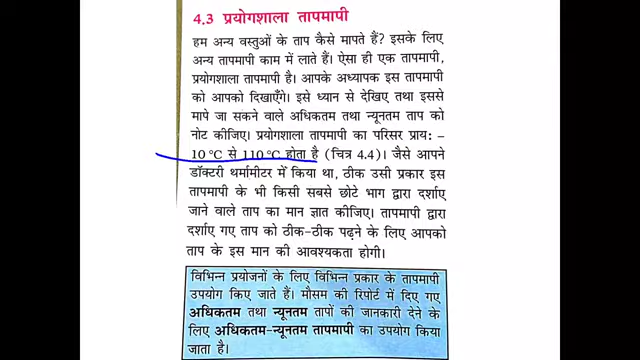 4.3 प्रयोगशाला तापमापी
हम अन्य वस्तुओं के ताप कैसे मापते हैं? इसके लिए
अन्य तापमापी काम में लाते हैं। ऐसा ही एक तापमापी,
प्रयोगशाला तापमापी है। आपके अध्यापक इस तापमापी
को आपको दिखाएँगे। इसे ध्यान से देखिए तथा इससे
मापे जा सकने वाले अधिकतम तथा न्यूनतम ताप को
नोट कीजिए। प्रयोगशाला तापमापी का परिसर प्राय: –
10 °C से 110 °C होता है (चित्र 4.4)। जैसे आपने
डॉक्टरी थर्मामीटर में किया था, ठीक उसी प्रकार इस
तापमापी के भी किसी सबसे छोटे भाग द्वारा दर्शाए
जाने वाले ताप का मान ज्ञात कीजिए। तापमापी द्वारा
दर्शाए गए ताप को ठीक-ठीक पढ़ने के लिए आपको
ताप के इस मान की आवश्यकता होगी।
विभिन्न प्रयोजनों के लिए विभिन्न प्रकार के तापमापी
उपयोग किए जाते हैं। मौसम की रिपोर्ट में दिए गए
अधिकतम तथा न्यूनतम तापों की जानकारी देने के
लिए अधिकतम-न्यूनतम तापमापी का उपयोग किया
जाता है।